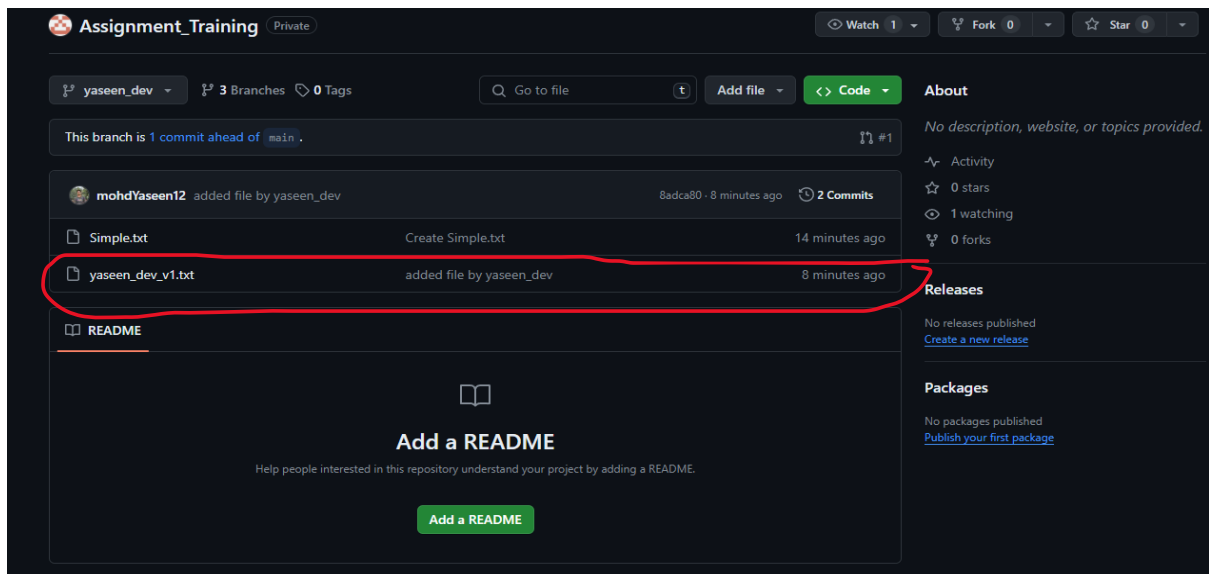 Assignment_Training Private
Watch 1 Fork 0 Star 0
yaseen_dev 3 Branches 0 Tags Go to file t Add file <> Code
This branch is 1 commit ahead of main . #1
mohdYaseen12 added file by yaseen_dev 8adca80 · 8 minutes ago 2 Commits
Simple.txt Create Simple.txt 14 minutes ago
yaseen_dev_v1.txt added file by yaseen_dev 8 minutes ago
README
Add a README
Help people interested in this repository understand your project by adding a README.
Add a README
About
No description, website, or topics provided.
Activity
0 stars
1 watching
0 forks
Releases
No releases published
Create a new release
Packages
No packages published
Publish your first package